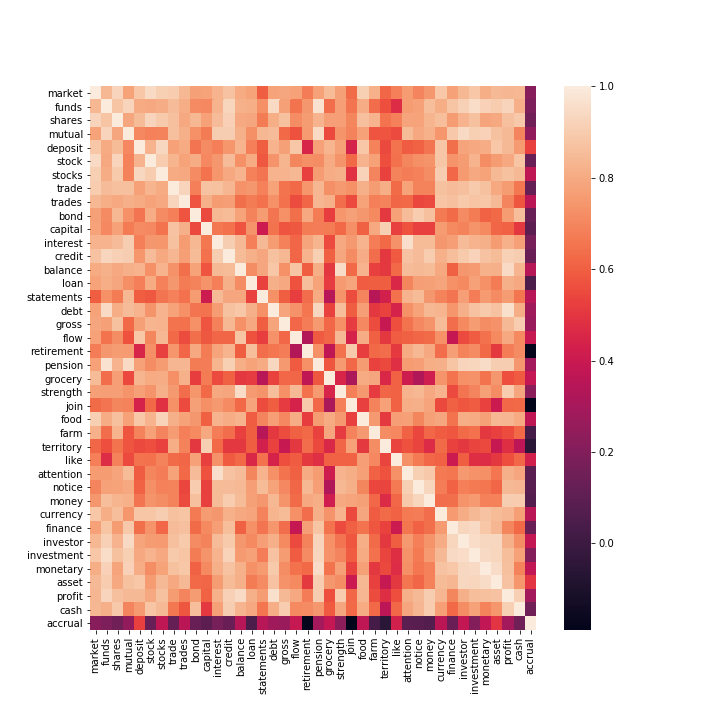 market
funds
shares
mutual
deposit
stock
stocks
trade
trades
bond
capital
interest
credit
balance
loan
statements
debt
gross
flow
retirement
pension
grocery
strength
join
food
farm
territory
like
attention
notice
money
currency
finance
investor
investment
monetary
asset
profit
cash
accrual
market
funds
shares
mutual
deposit
stock
stocks
trade
trades
bond
capital
interest
credit
balance
loan
statements
debt
gross
flow
retirement
pension
grocery
strength
join
food
farm
territory
like
attention
notice
money
currency
finance
investor
investment
monetary
asset
profit
cash
accrual
1.0
0.8
0.6
0.4
0.2
0.0